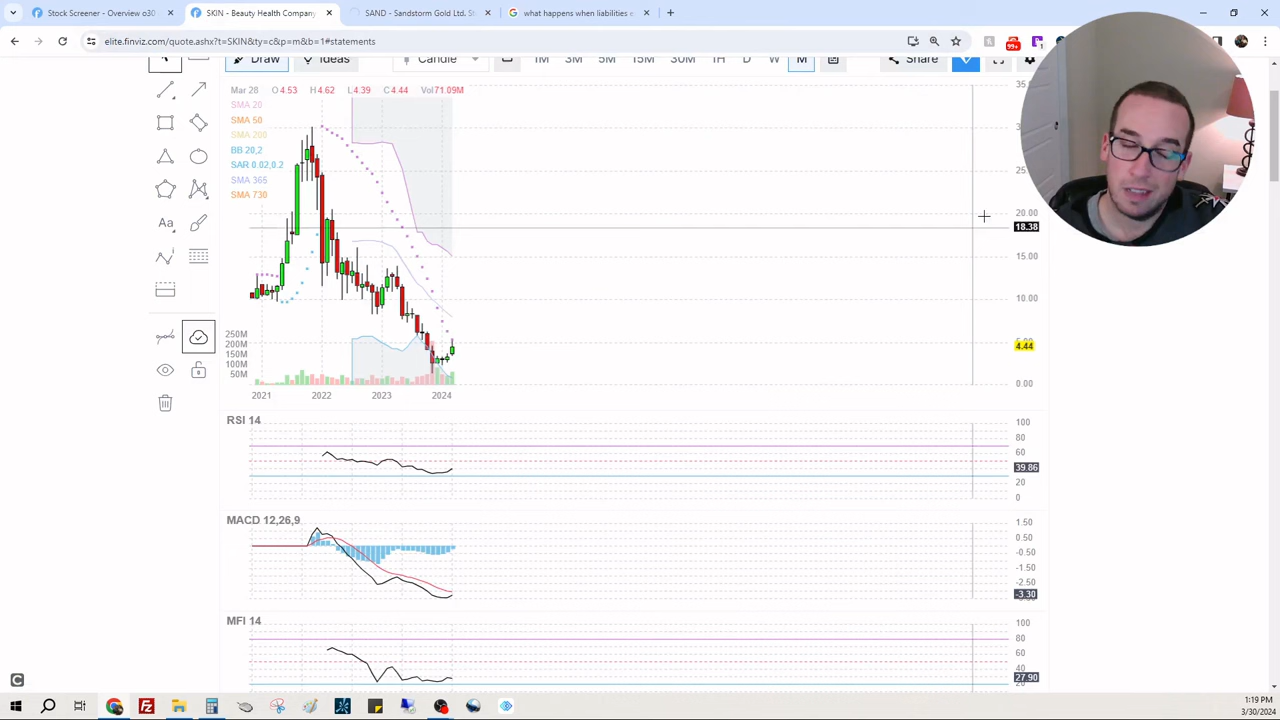 Stock Screener - Overview o30
SKIN - Beauty Health Company
SAND - Sandstorm Gold Ltd. St
what happens when liabilities e
elite.finviz.com/quote.ashx?t=SKIN&ty=c&p=m&b=1#statements
99+
1
Draw
Ideas
Candle
1M 3M 5M 15M 30M 1H D W M
Share
Mar 28 O 4.53 H 4.62 L 4.39 C 4.44 Vol 71.09M
SMA 20
SMA 50
SMA 200
BB 20,2
SAR 0.02,0.2
SMA 365
SMA 730
Aa
20.00
18.38
15.00
10.00
4.44
0.00
250M
200M
150M
100M
50M
2021 2022 2023 2024
RSI 14
100
80
60
39.86
20
0
MACD 12,26,9
1.50
0.50
-0.50
-1.50
-2.50
-3.30
MFI 14
100
80
60
40
27.90
20
1:19 PM
3/30/2024